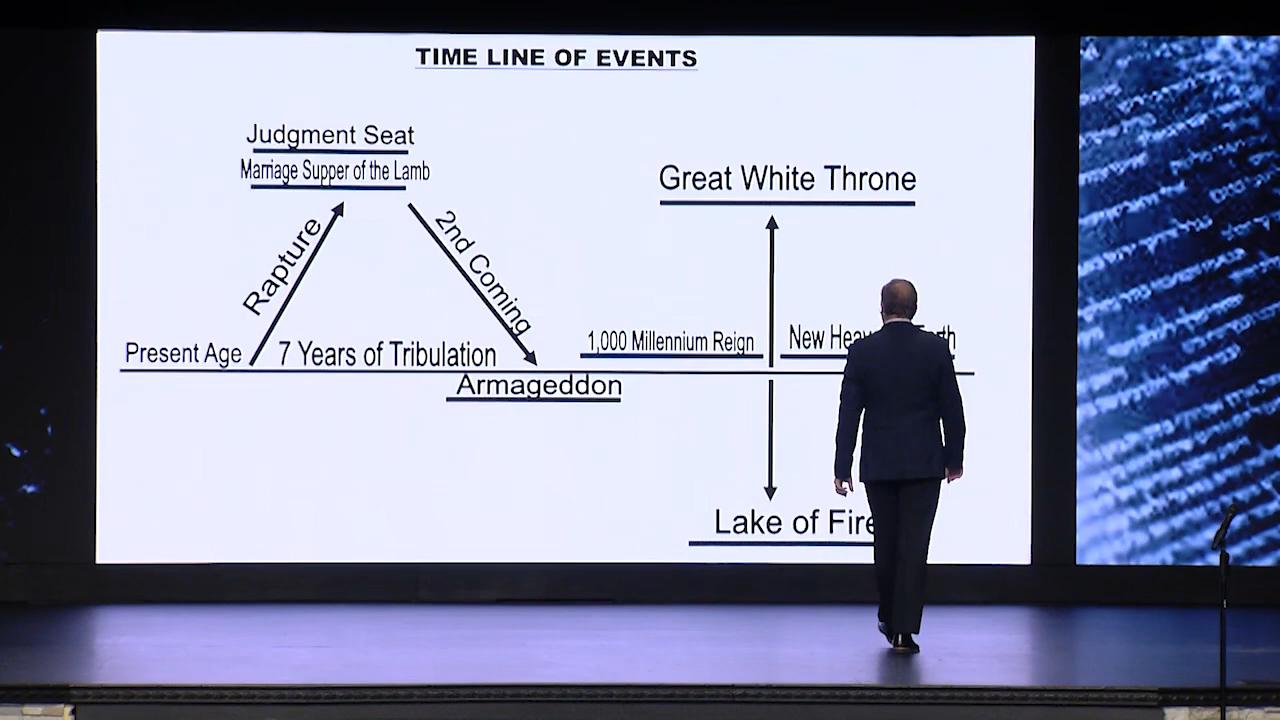 TIME LINE OF EVENTS
Judgment Seat
Marriage Supper of the Lamb
Great White Throne
Rapture
2nd Coming
1,000 Millennium Reign
New
Present Age
7 Years of Tribulation
Armageddon
Lake of Fire